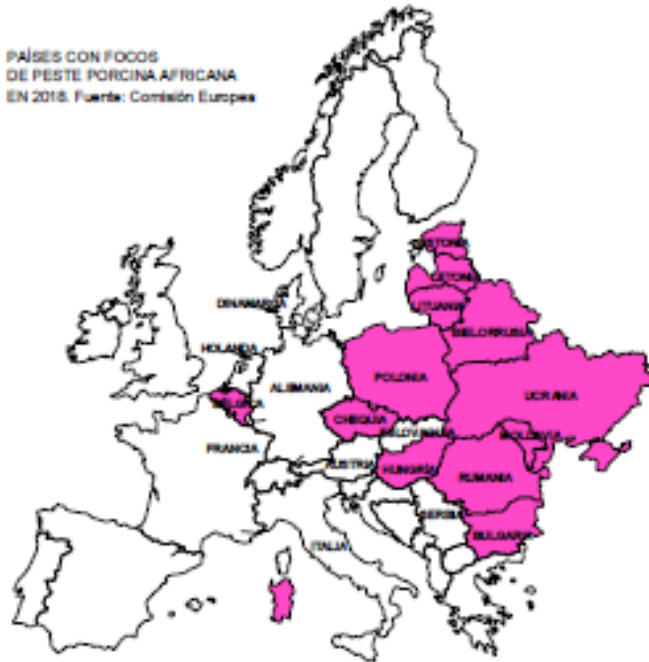 PAÍSES CON FOCOS
DE PESTE PORCINA AFRICANA
EN 2018. Fuente: Comisión Europea
ESTONIA
LETONIA
LITUANIA
DINAMARCA
BIELORRUSIA
HOLANDA
POLONIA
ALEMANIA
UCRANIA
BELGICA
CHEQUIA
ESLOVAQUIA
MOLDAVIA
FRANCIA
AUSTRIA
HUNGRÍA
RUMANIA
SERBIA
BULGARIA
ITALIA